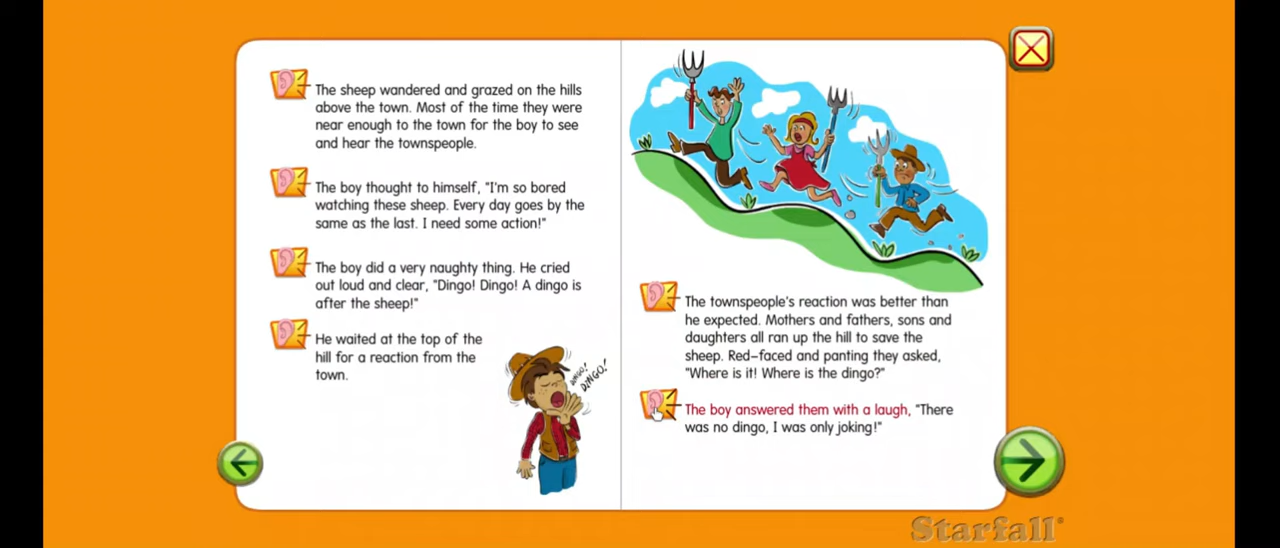 The sheep wandered and grazed on the hills
above the town. Most of the time they were
near enough to the town for the boy to see
and hear the townspeople.
The boy thought to himself, "I'm so bored
watching these sheep. Every day goes by the
same as the last. I need some action!"
The boy did a very naughty thing. He cried
out loud and clear, "Dingo! Dingo! A dingo is
after the sheep!"
He waited at the top of the
hill for a reaction from the
town.
DINGO!
DINGO!
The townspeople's reaction was better than
he expected. Mothers and fathers, sons and
daughters all ran up the hill to save the
sheep. Red-faced and panting they asked,
"Where is it! Where is the dingo?"
The boy answered them with a laugh, "There
was no dingo, I was only joking!"
Starfall®